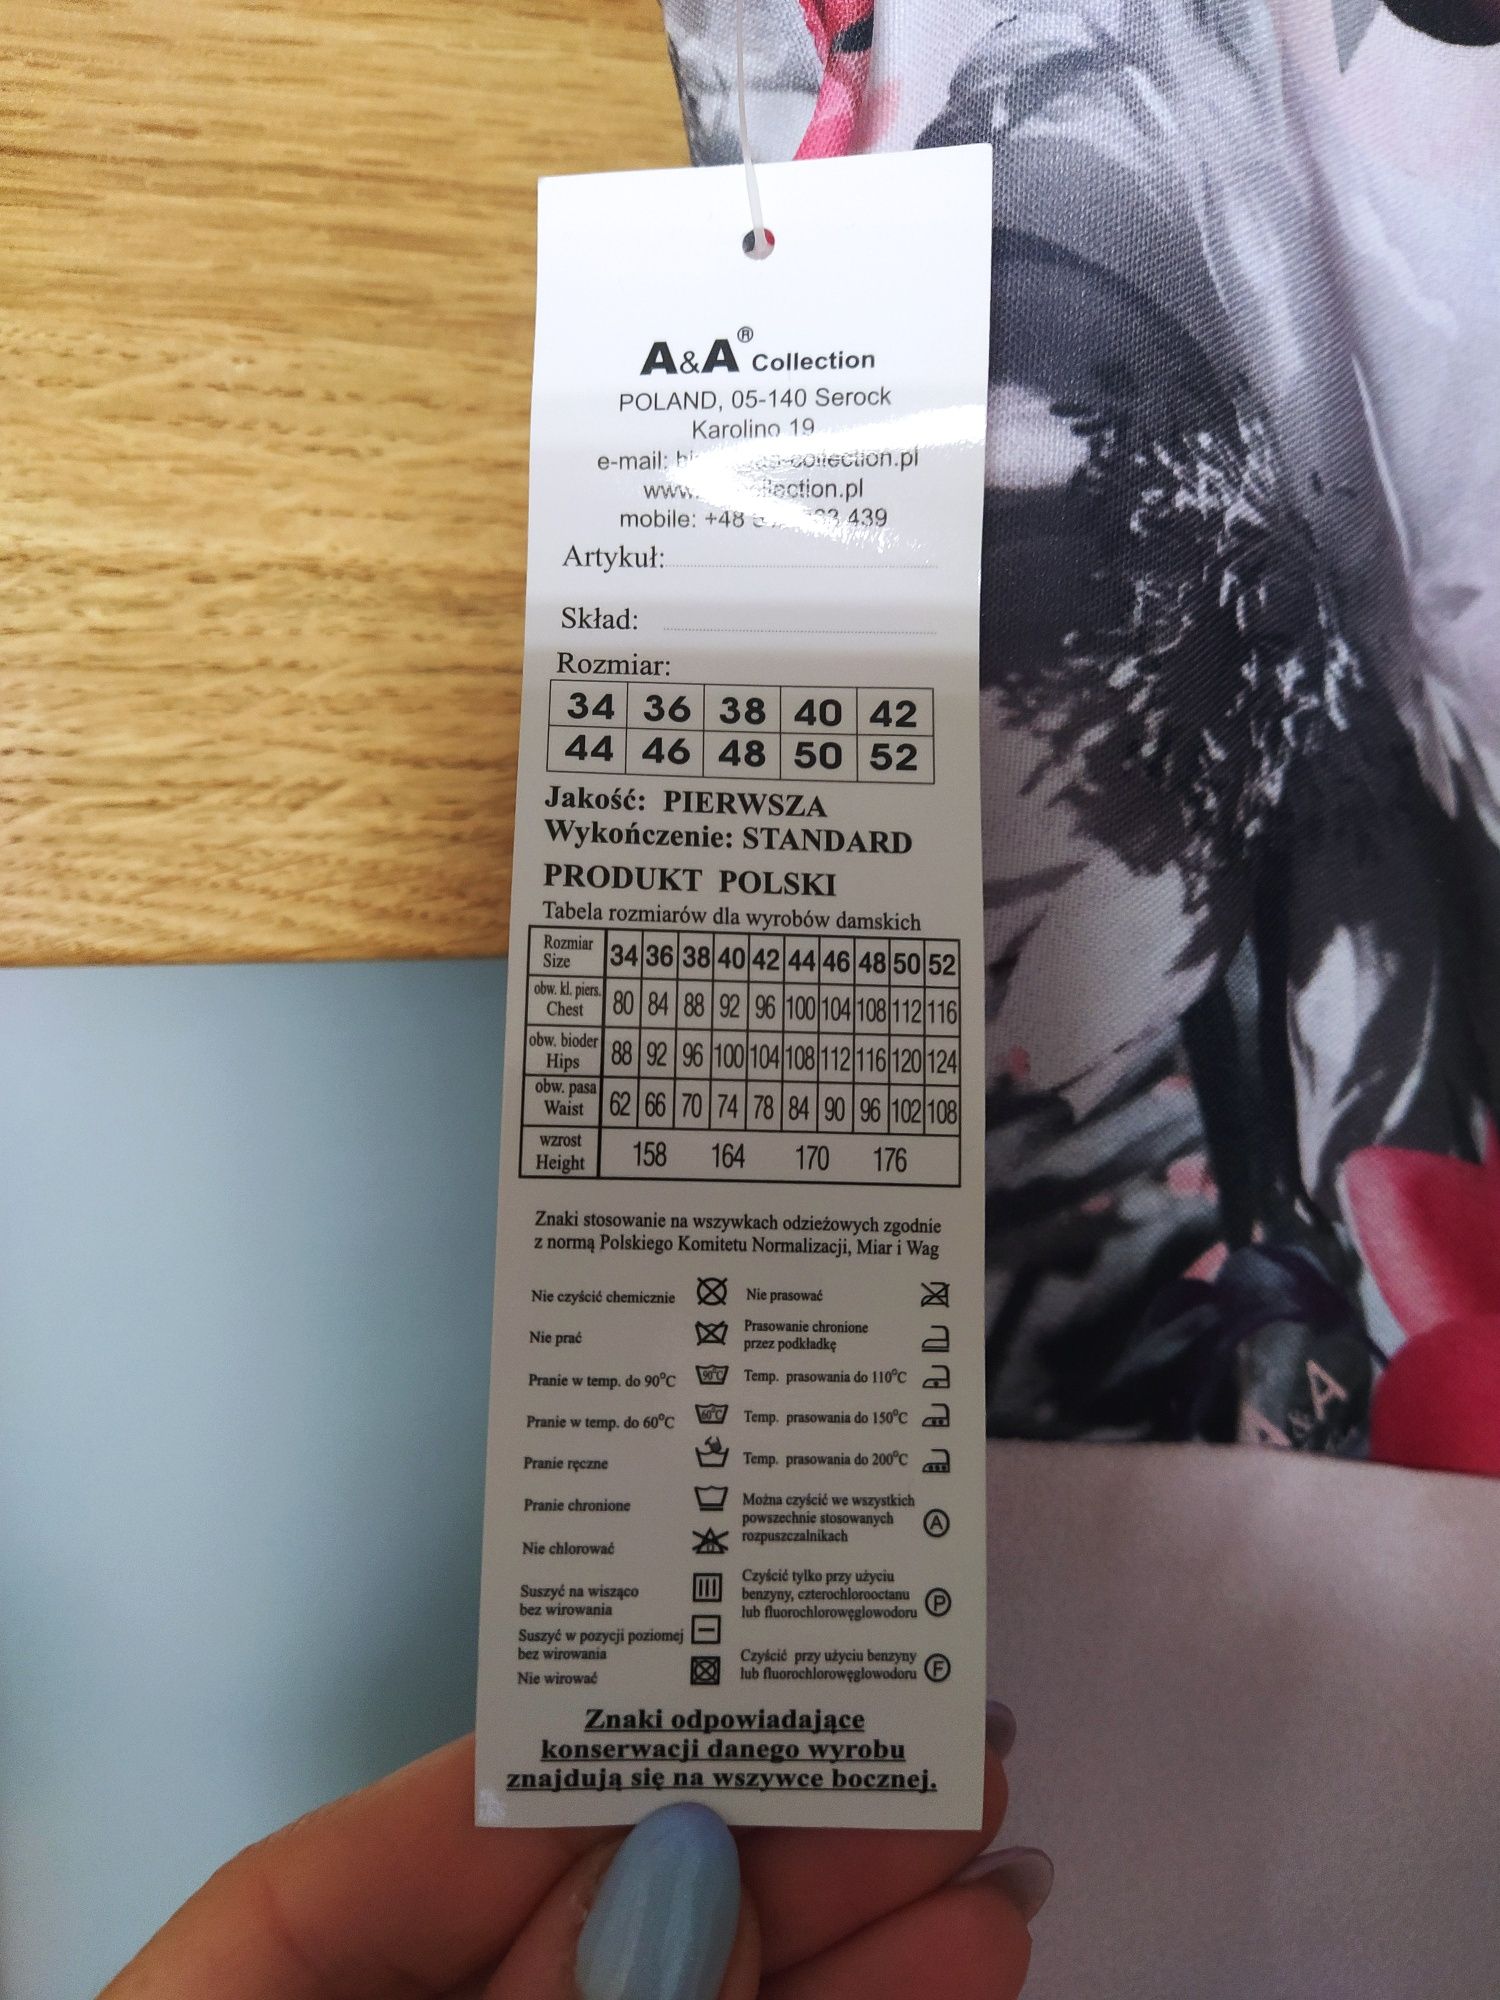 A&A® Collection
POLAND, 05-140 Serock
Karolino 19
e-mail:
mobile: +48 439
Artykuł:
Skład:
Rozmiar:
34 36 38 40 42
44 46 48 50 52
Jakość: PIERWSZA
Wykończenie: STANDARD
PRODUKT POLSKI
Tabela rozmiarów dla wyrobów damskich
Rozmiar
Size 34 36 38 40 42 44 46 48 50 52
obw. kl. piers.
Chest 80 84 88 92 96 100 104 108 112 116
obw. bioder
Hips 88 92 96 100 104 108 112 116 120 124
obw. pasa
Waist 62 66 70 74 78 84 90 96 102 108
wzrost
Height 158 164 170 176
Znaki stosowanie na wszywkach odzieżowych zgodnie
z normą Polskiego Komitetu Normalizacji, Miar i Wag
Nie czyścić chemicznie
Nie prać
Pranie w temp. do 90°C 90°C
Pranie w temp. do 60°C 60°C
Pranie ręczne
Pranie chronione
Nie chlorować
Suszyć na wisząco
bez wirowania
Suszyć w pozycji poziomej
bez wirowania
Nie wirować
Nie prasować
Prasowanie chronione
przez podkładkę
Temp. prasowania do 110°C
Temp. prasowania do 150°C
Temp. prasowania do 200°C
Można czyścić we wszystkich
powszechnie stosowanych
rozpuszczalnikach A
Czyścić tylko przy użyciu
benzyny, czterochlorooctanu
lub fluorochlorowęglowodoru P
Czyścić przy użyciu benzyny
lub fluorochlorowęglowodoru F
Znaki odpowiadające
konserwacji danego wyrobu
znajdują się na wszywce bocznej.
A&A